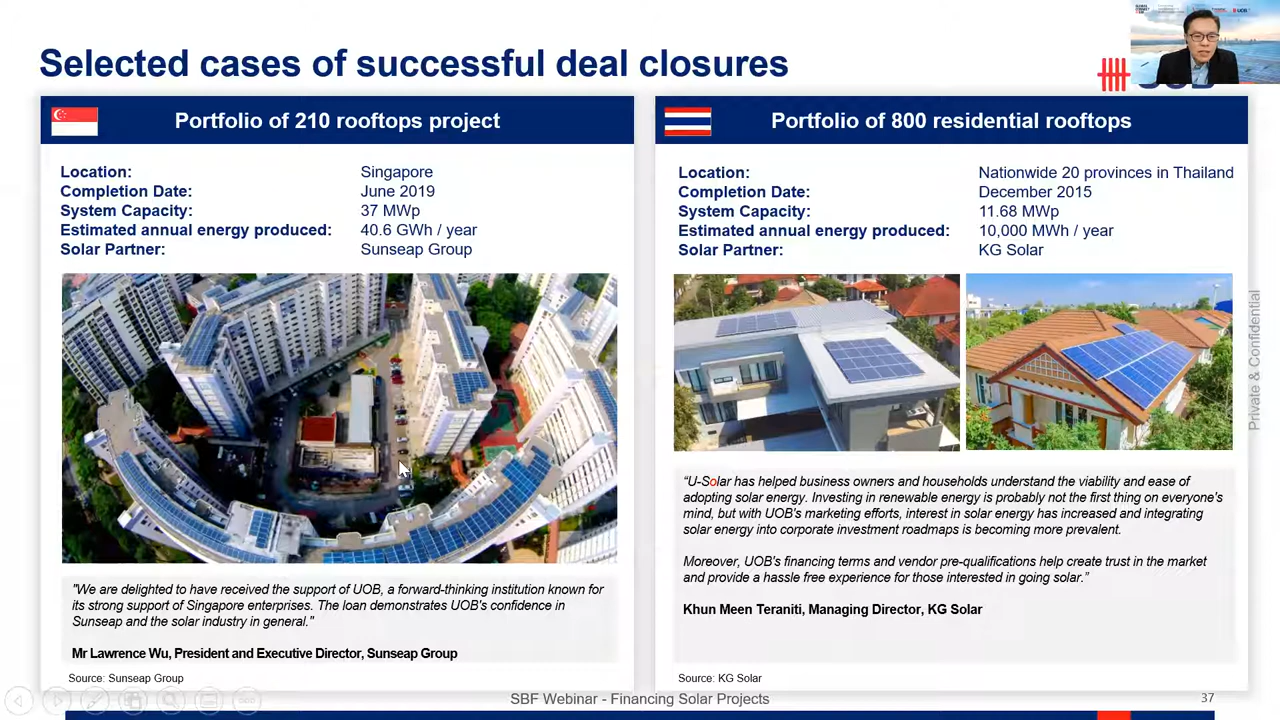 Selected cases of successful deal closures
Portfolio of 210 rooftops project
Location: Singapore
Completion Date: June 2019
System Capacity: 37 MWp
Estimated annual energy produced: 40.6 GWh / year
Solar Partner: Sunseap Group
"We are delighted to have received the support of UOB, a forward-thinking institution known for
its strong support of Singapore enterprises. The loan demonstrates UOB's confidence in
Sunseap and the solar industry in general."
Mr Lawrence Wu, President and Executive Director, Sunseap Group
Source: Sunseap Group
Portfolio of 800 residential rooftops
Location: Nationwide 20 provinces in Thailand
Completion Date: December 2015
System Capacity: 11.68 MWp
Estimated annual energy produced: 10,000 MWh / year
Solar Partner: KG Solar
“U-Solar has helped business owners and households understand the viability and ease of
adopting solar energy. Investing in renewable energy is probably not the first thing on everyone’s
mind, but with UOB's marketing efforts, interest in solar energy has increased and integrating
solar energy into corporate investment roadmaps is becoming more prevalent.
Moreover, UOB's financing terms and vendor pre-qualifications help create trust in the market
and provide a hassle free experience for those interested in going solar.”
Khun Meen Teraniti, Managing Director, KG Solar
Source: KG Solar
Private & Confidential
SBF Webinar - Financing Solar Projects
37